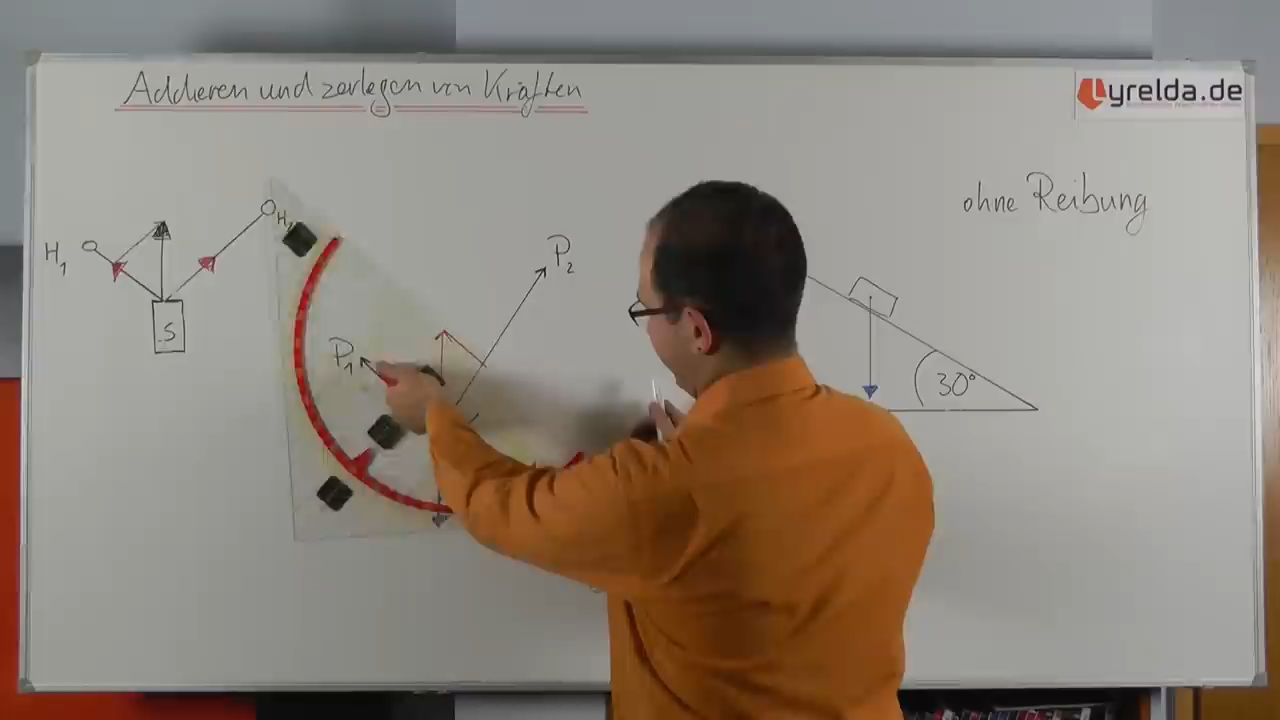 Addieren und zerlegen von Kräften
Lyrelda.de
ohne Reibung
H₁
H₂
S
P₁
P₂
30°